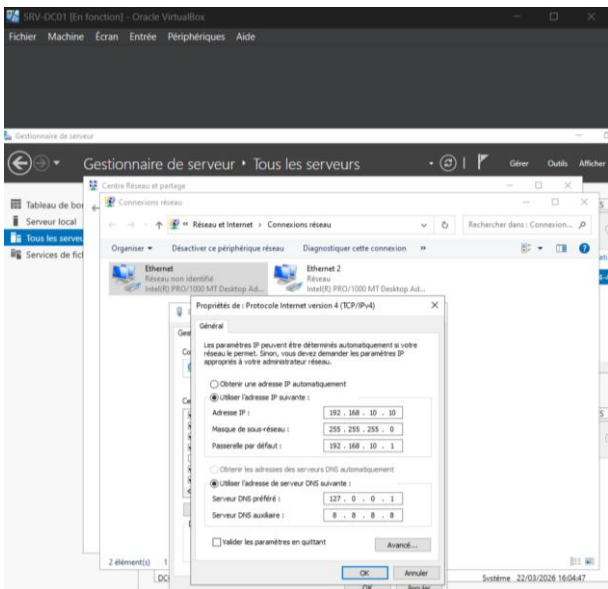 SRV-DC01 [En fonction] - Oracle VirtualBox
Fichier Machine Écran Entrée Périphériques Aide
Gestionnaire de serveur
Gestionnaire de serveur • Tous les serveurs
Gérer Outils Afficher
Centre Réseau et partage
Tableau de bor
Connexions réseau
Serveur local
Réseau et Internet > Connexions réseau
Rechercher dans : Connexion...
Tous les serveu
Services de fich
Organiser Désactiver ce périphérique réseau Diagnostiquer cette connexion »
Ethernet
Réseau non identifié
Intel(R) PRO/1000 MT Desktop Ad...
Ethernet 2
Réseau
Intel(R) PRO/1000 MT Desktop Ad...
Propriétés de : Protocole Internet version 4 (TCP/IPv4)
Général
Les paramètres IP peuvent être déterminés automatiquement si votre
réseau le permet. Sinon, vous devez demander les paramètres IP
appropriés à votre administrateur réseau.
Obtenir une adresse IP automatiquement
Utiliser l'adresse IP suivante :
Adresse IP : 192 . 168 . 10 . 10
Masque de sous-réseau : 255 . 255 . 255 . 0
Passerelle par défaut : 192 . 168 . 10 . 1
Obtenir les adresses des serveurs DNS automatiquement
Utiliser l'adresse de serveur DNS suivante :
Serveur DNS préféré : 127 . 0 . 0 . 1
Serveur DNS auxiliaire : 8 . 8 . 8 . 8
Valider les paramètres en quittant
Avancé...
OK Annuler
2 élément(s)
OK Annuler
Système 22/03/2026 16:04:47